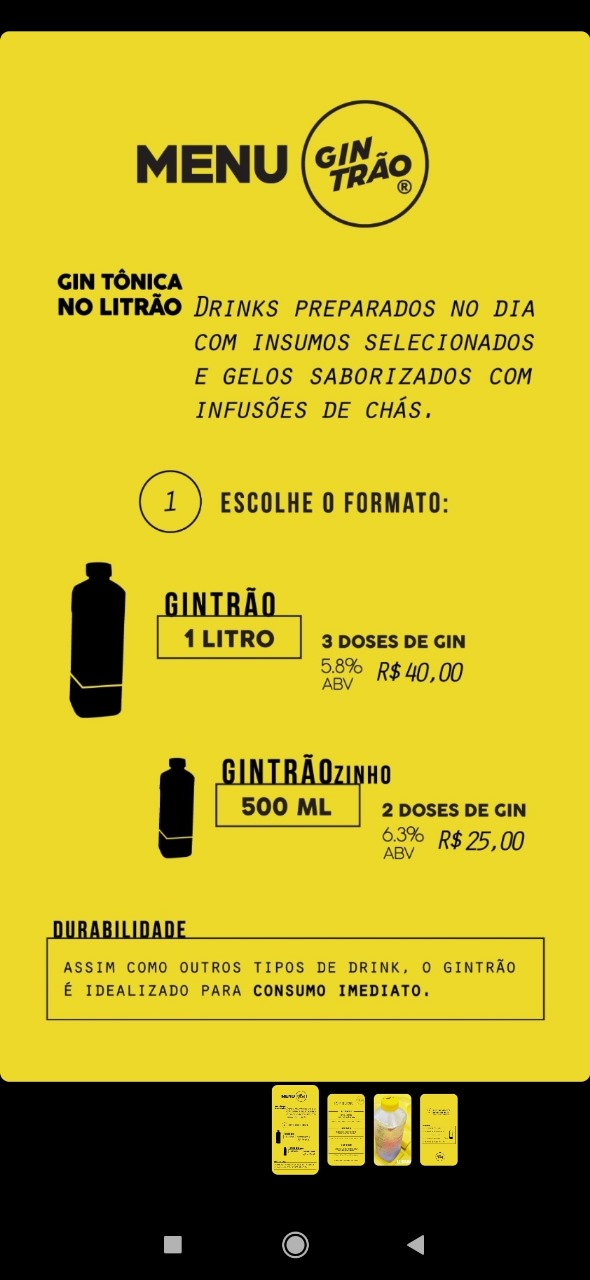 MENU GIN TRÃO ®
GIN TÔNICA
NO LITRÃO
DRINKS PREPARADOS NO DIA
COM INSUMOS SELECIONADOS
E GELOS SABORIZADOS COM
INFUSÕES DE CHÁS.
1 ESCOLHE O FORMATO:
GINTRÃO
1 LITRO
3 DOSES DE GIN
5.8% ABV R$ 40,00
GINTRÃOZINHO
500 ML
2 DOSES DE GIN
6.3% ABV R$ 25,00
DURABILIDADE
ASSIM COMO OUTROS TIPOS DE DRINK, O GINTRÃO
É IDEALIZADO PARA CONSUMO IMEDIATO.